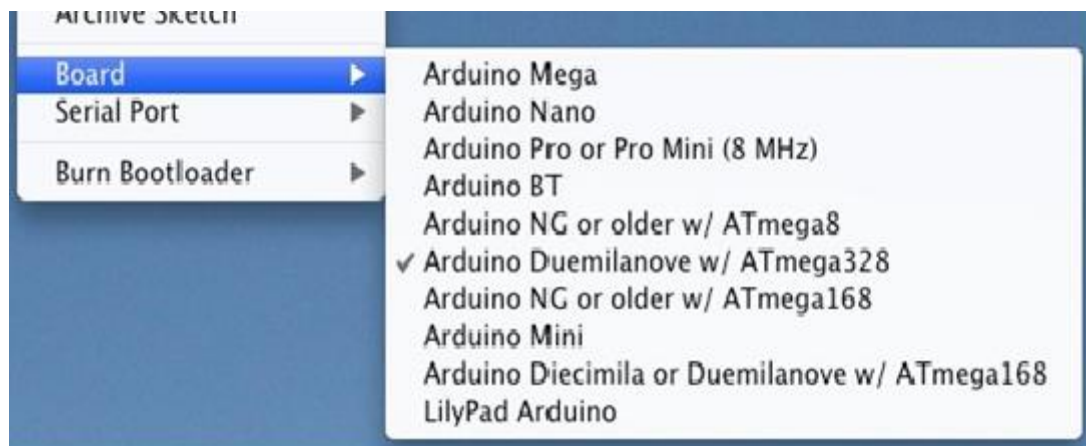 Archive Sketch
Board
Serial Port
Burn Bootloader
Arduino Mega
Arduino Nano
Arduino Pro or Pro Mini (8 MHz)
Arduino BT
Arduino NG or older w/ ATmega8
Arduino Duemilanove w/ ATmega328
Arduino NG or older w/ ATmega168
Arduino Mini
Arduino Diecimila or Duemilanove w/ ATmega168
LilyPad Arduino